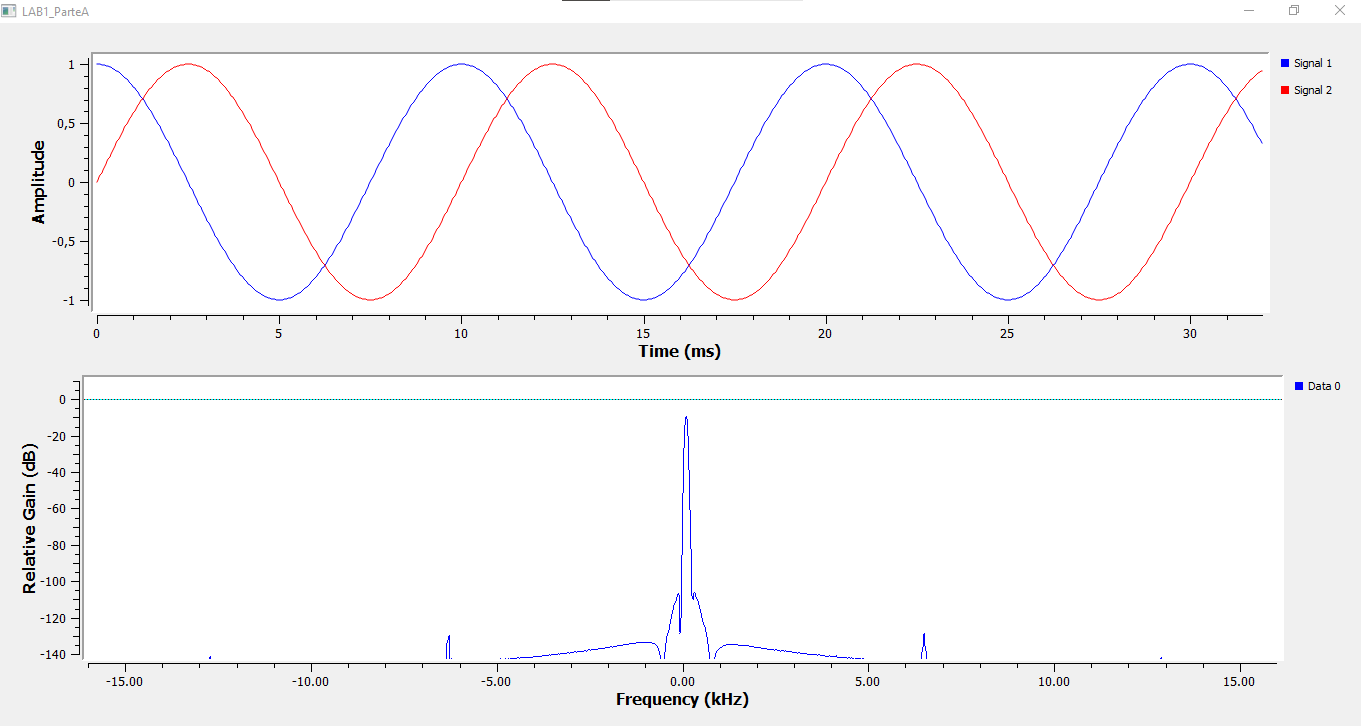 LAB1_ParteA
Signal 1
Signal 2
Amplitude
1
0,5
0
-0,5
-1
0 5 10 15 20 25 30
Time (ms)
Data 0
Relative Gain (dB)
0
-20
-40
-60
-80
-100
-120
-140
-15.00 -10.00 -5.00 0.00 5.00 10.00 15.00
Frequency (kHz)